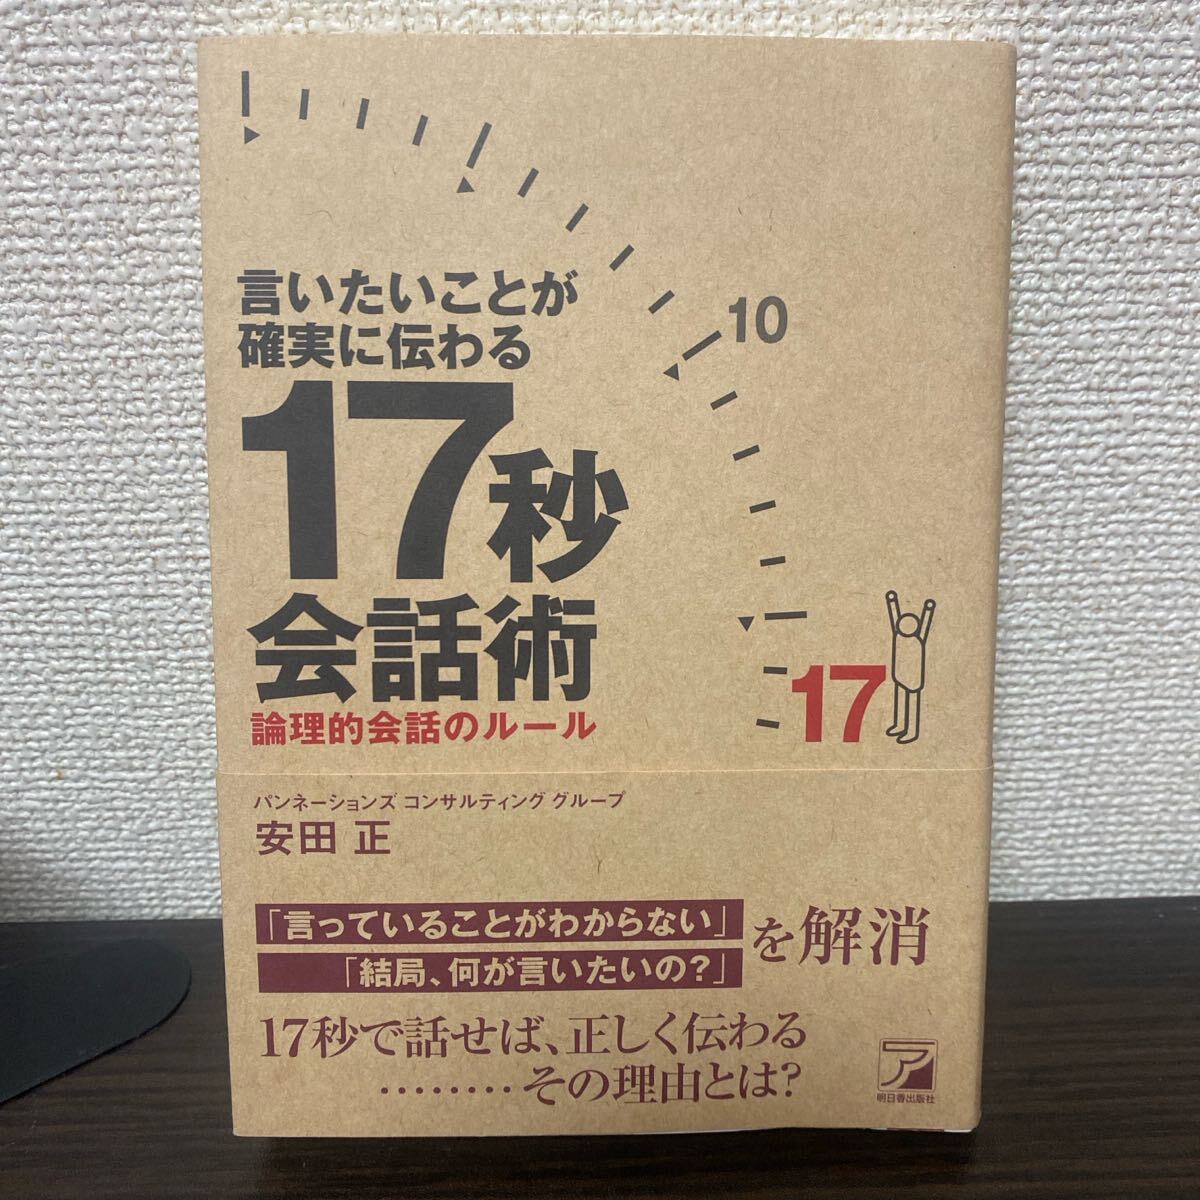 10
言いたいことが
確実に伝わる
17秒
会話術
論理的会話のルール
17
パンネーションズ コンサルティング グループ
安田 正
「言っていることがわからない」
「結局、何が言いたいの?」
を解消
17秒で話せば、正しく伝わる
………その理由とは?
ア
明日香出版社